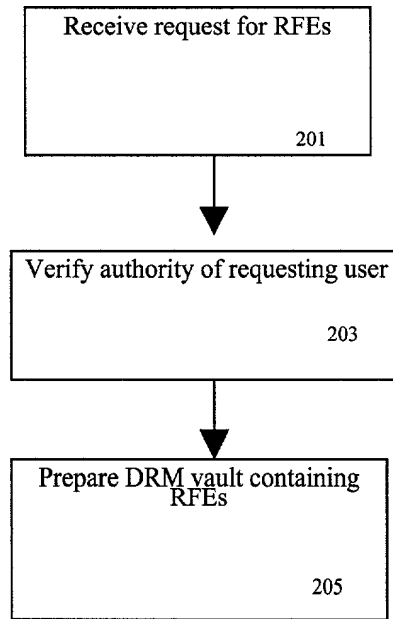 Receive request for RFEs
201
Verify authority of requesting user
203
Prepare DRM vault containing
RFEs
205